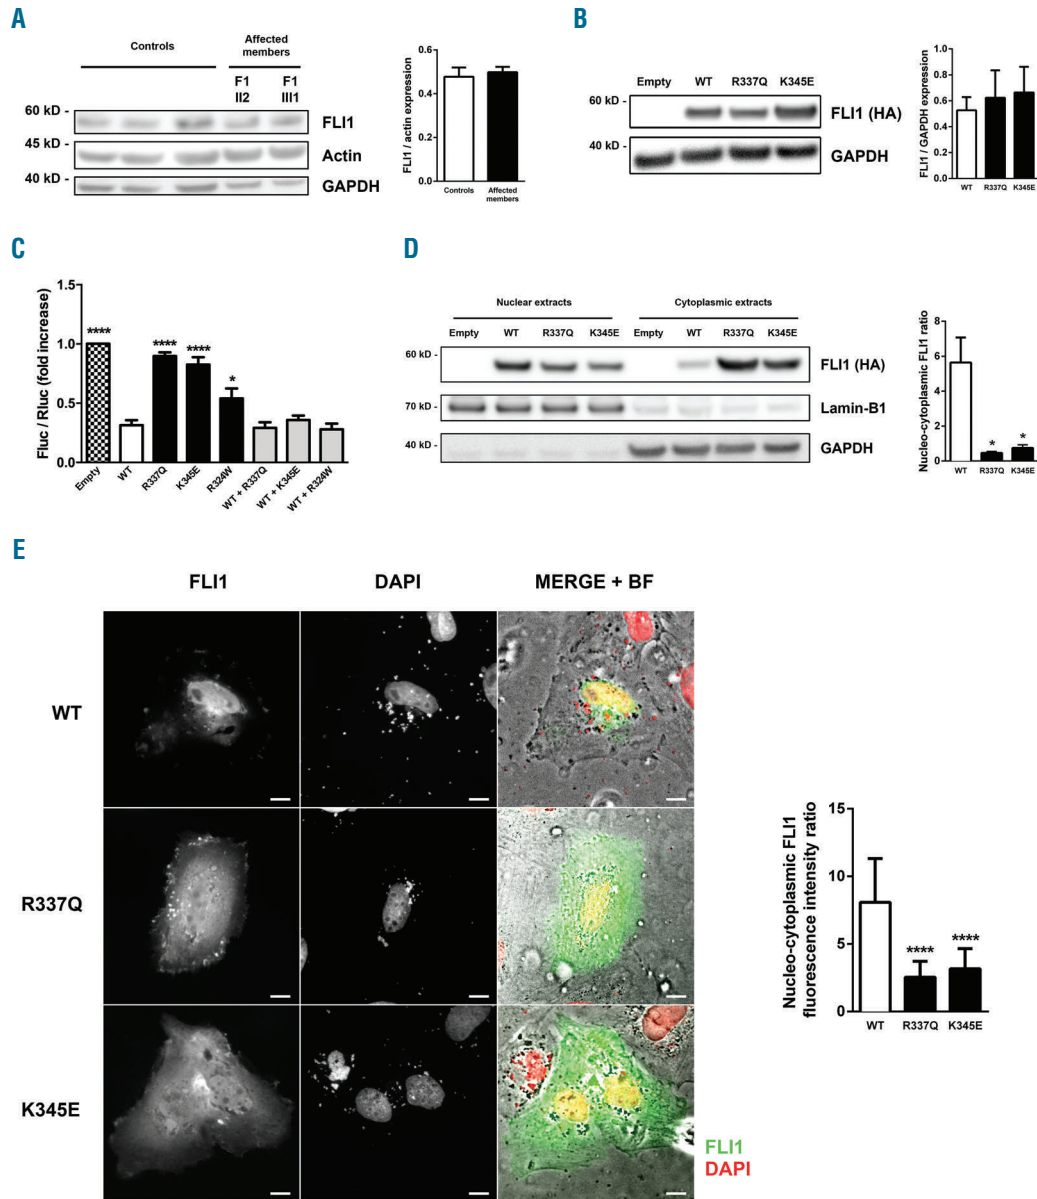 A
Controls
Affected
members
F1
II2
F1
III1
60 kD -
FLI1
45 kD -
Actin
40 kD -
GAPDH
FLI1 / actin expression
0.6
0.4
0.2
0.0
Controls
Affected
members
B
Empty
WT
R337Q
K345E
60 kD -
FLI1 (HA)
40 kD -
GAPDH
FLI1 / GAPDH expression
1.0
0.8
0.6
0.4
0.2
0.0
WT
R337Q
K345E
C
Fluc / Rluc (fold increase)
1.5
1.0
0.5
0.0
****
****
****
*
Empty
WT
R337Q
K345E
R324W
WT + R337Q
WT + K345E
WT + R324W
D
Nuclear extracts
Cytoplasmic extracts
Empty
WT
R337Q
K345E
Empty
WT
R337Q
K345E
60 kD -
FLI1 (HA)
70 kD -
Lamin-B1
40 kD -
GAPDH
Nucleo-cytoplasmic FLI1 ratio
8
6
4
2
0
*
*
WT
R337Q
K345E
E
FLI1
DAPI
MERGE + BF
WT
R337Q
K345E
FLI1
DAPI
Nucleo-cytoplasmic FLI1
fluorescence intensity ratio
15
10
5
0
****
****
WT
R337Q
K345E